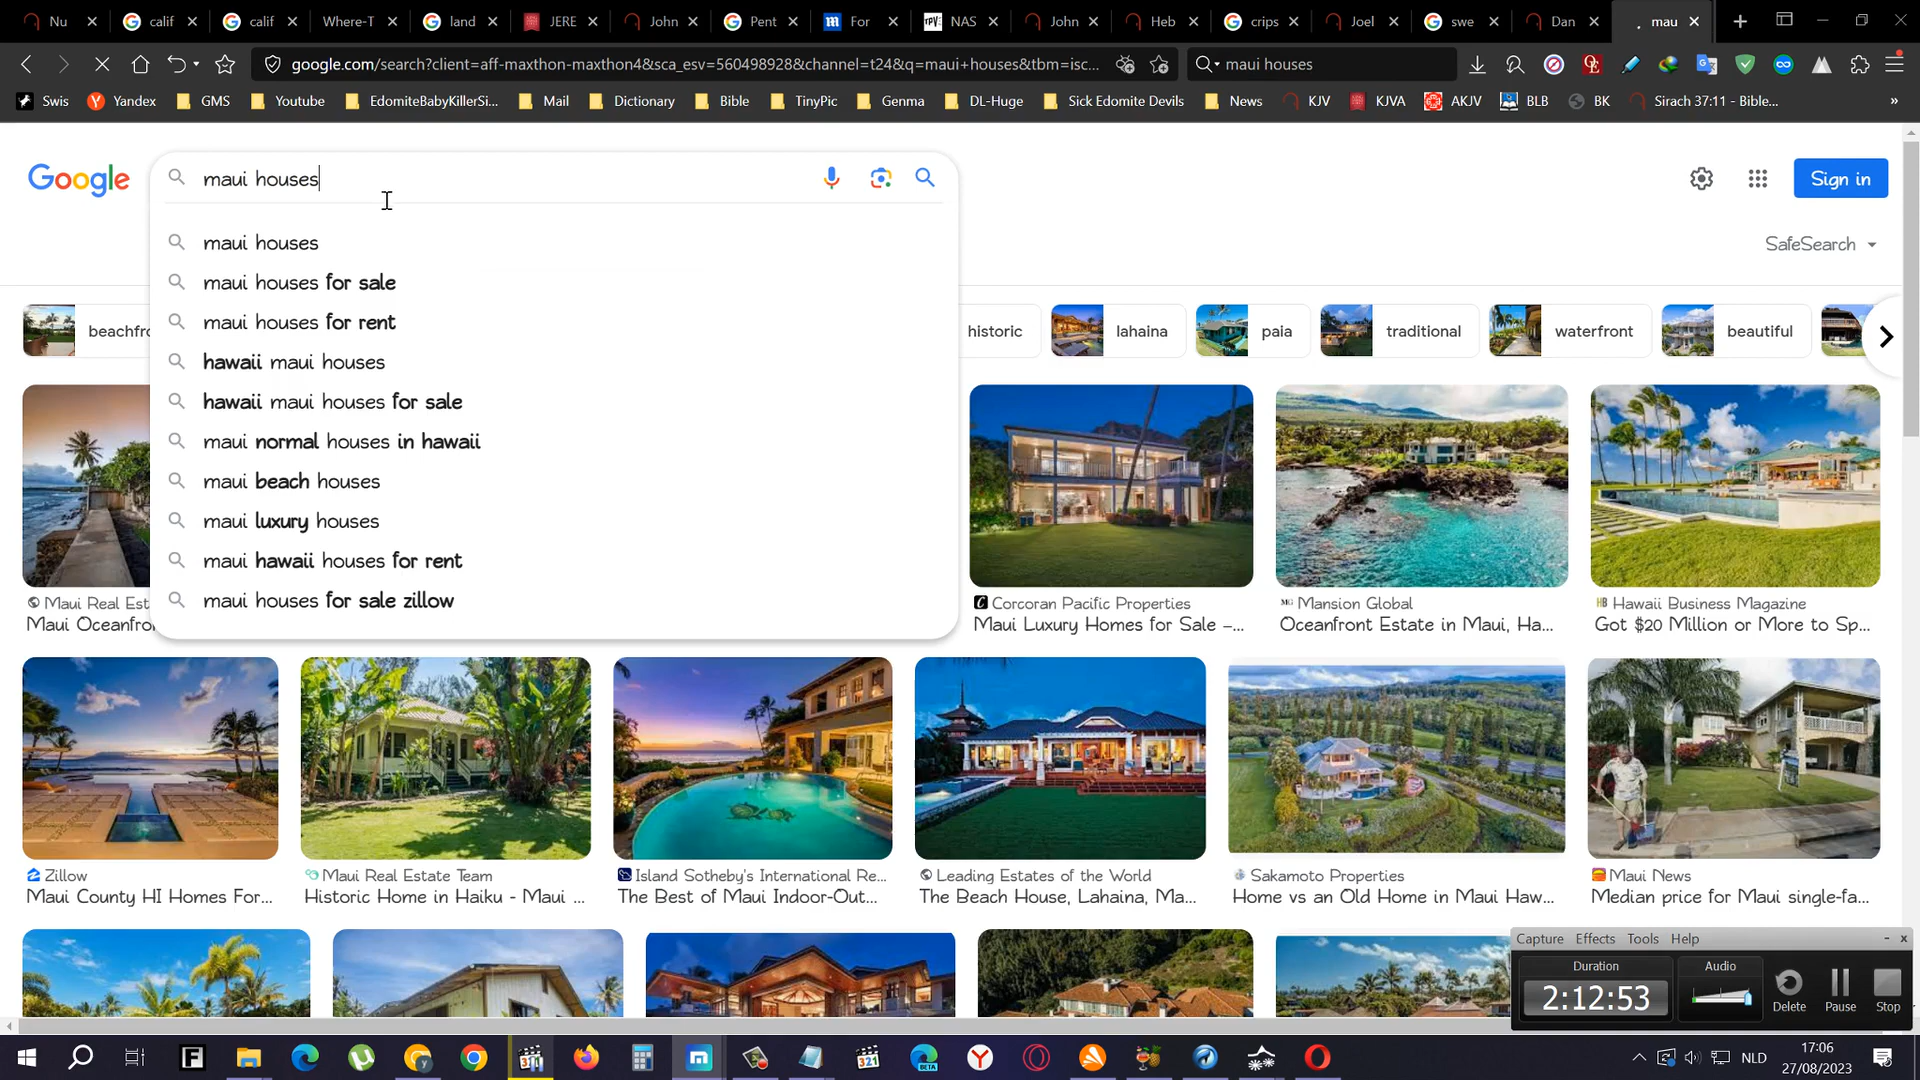 Nu
calif
calif
Where-T
land
JERE
John
Pent
For
NAS
John
Heb
crips
Joel
swe
Dan
mau
google.com/search?client=aff-maxthon-maxthon4&sca_esv=560498928&channel=t24&q=maui+houses&tbm=isc...
maui houses
Swis
Yandex
GMS
Youtube
EdomiteBabyKillerSi...
Mail
Dictionary
Bible
TinyPic
Genma
DL-Huge
Sick Edomite Devils
News
KJV
KJVA
AKJV
BLB
BK
Sirach 37:11 - Bible...
»
Google
maui houses
Sign in
SafeSearch
maui houses
maui houses for sale
maui houses for rent
hawaii maui houses
hawaii maui houses for sale
maui normal houses in hawaii
maui beach houses
maui luxury houses
maui hawaii houses for rent
maui houses for sale zillow
beachfr
historic
lahaina
paia
traditional
waterfront
beautiful
Maui Real Est
Maui Oceanfro
Corcoran Pacific Properties
Maui Luxury Homes for Sale –...
Mansion Global
Oceanfront Estate in Maui, Ha...
Hawaii Business Magazine
Got $20 Million or More to Sp...
Zillow
Maui County HI Homes For...
Maui Real Estate Team
Historic Home in Haiku - Maui ...
Island Sotheby's International Re...
The Best of Maui Indoor-Out...
Leading Estates of the World
The Beach House, Lahaina, Ma...
Sakamoto Properties
Home vs an Old Home in Maui Haw...
Maui News
Median price for Maui single-fa...
Capture Effects Tools Help
Duration
Audio
2:12:53
Delete
Pause
Stop
NLD
17:06
27/08/2023